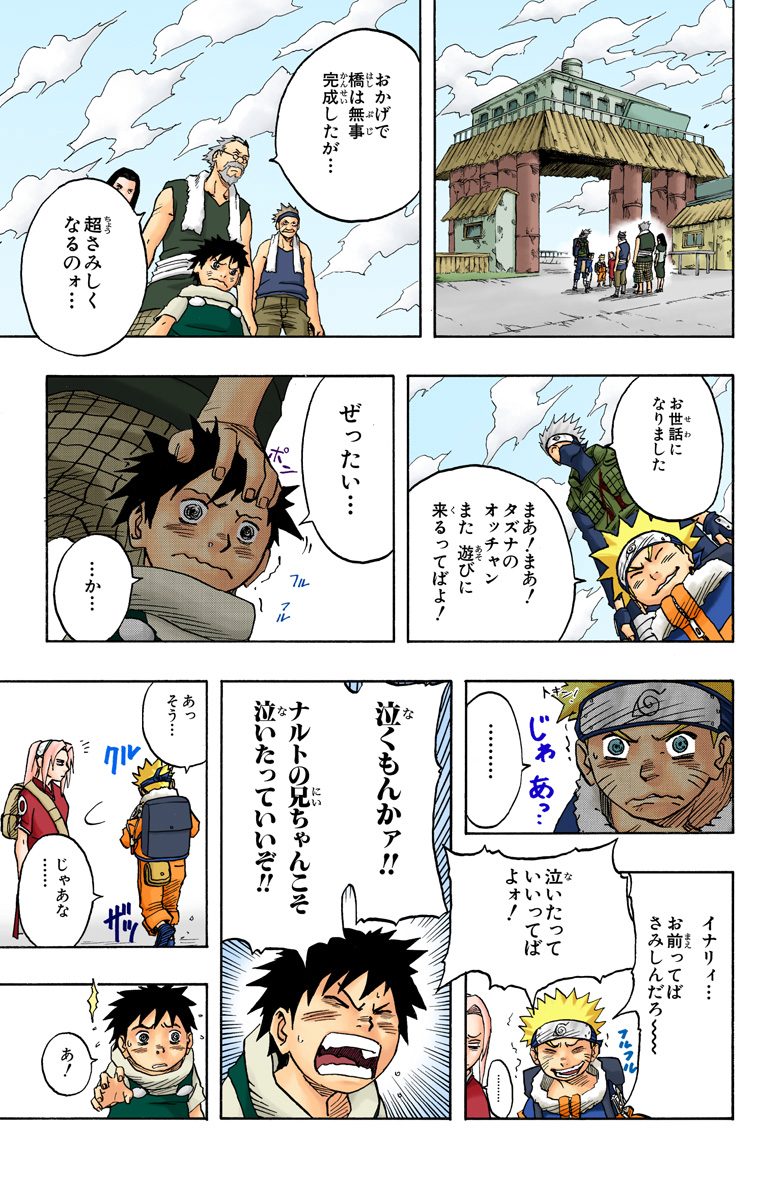 おかげで
橋は無事
完成したが
…
超さみしく
なるのォ…
お世話に
なりました
まあ！まあ！
タズナの
オッチャン
また 遊びに
来るってばよ！
ぜったい…
ポン
フル
フル
…か…
トキン！
…………
じゃ
あっ…
イナリィ…
お前ってば
さみしんだろ～～
泣いたって
いいってば
よォ！
フルフル
………
泣くもんかァ！！
ナルトの兄ちゃんこそ
泣いたっていいぞ！！
あっ
そう…
クルッ
じゃあな
……
ザッ
あ！